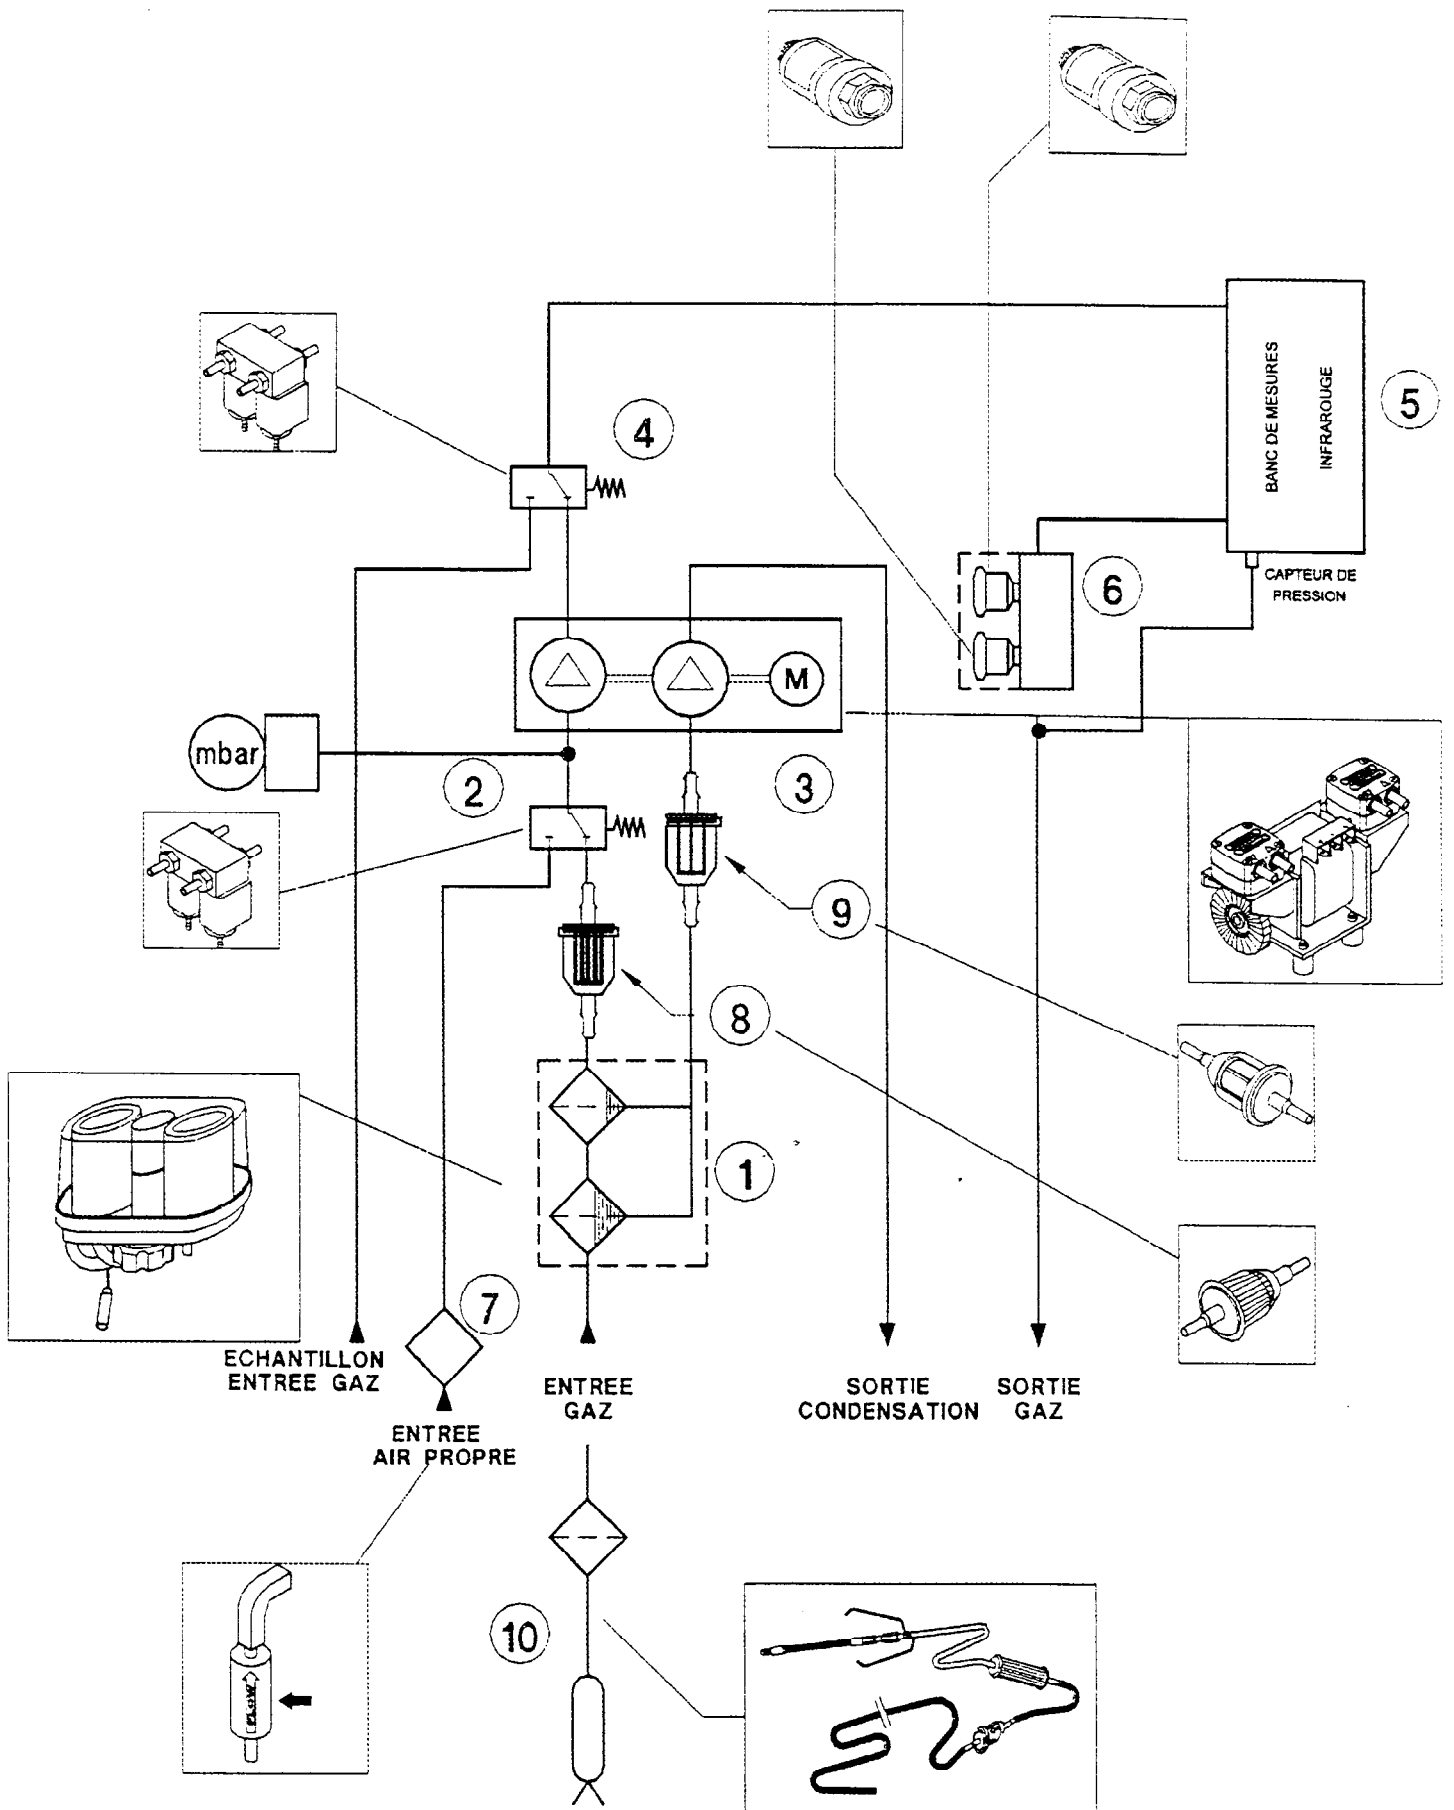 BANC DE MESURES
INFRAROUGE
5
4
6
CAPTEUR DE
PRESSION
M
mbar
2
3
9
8
1
7
ECHANTILLON
ENTREE GAZ
ENTREE
GAZ
SORTIE
CONDENSATION
SORTIE
GAZ
ENTREE
AIR PROPRE
FLOW
10